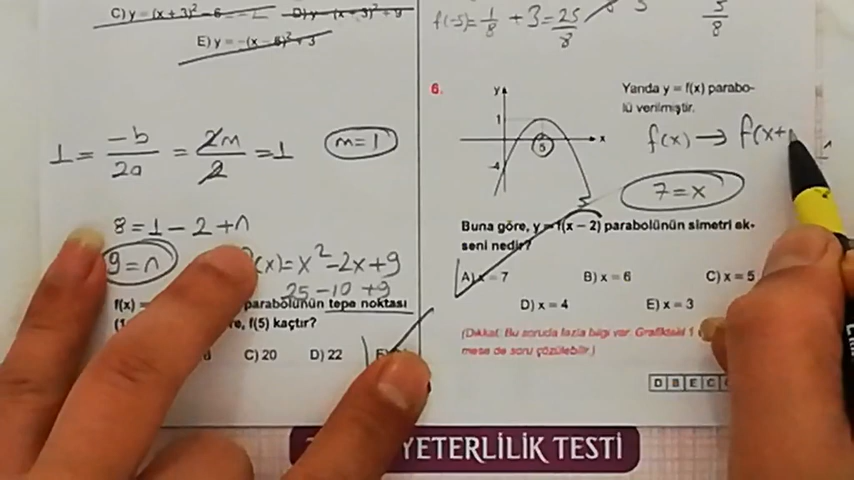 C) y = (x + 3)² - 6
D) y (x + 3)² + 9
E) y = -(x - 6)² + 3
f(-5) = 1/8 + 3 = 25/8
5/8
1 = -b/2a = 2m/2 = 1
m = 1
8 = 1 - 2 + n
9 = n
(x) = x² - 2x + 9
25 - 10 + 9
f(x) = parabolünün tepe noktası
(1 re, f(5) kaçtır?
C) 20 D) 22
6.
y
1
5
x
-4
Yanda y = f(x) parabo-
lü verilmiştir.
f(x) → f(x+
7 = x
5
Buna göre, y = f(x - 2) parabolünün simetri ek-
seni nedir?
A) x = 7 B) x = 6 C) x = 5
D) x = 4 E) x = 3
(Dikkat: Bu soruda fazla bilgi var. Grafikteki 1
mese de soru çözülebilir.)
D B E C
YETERLİLİK TESTİ